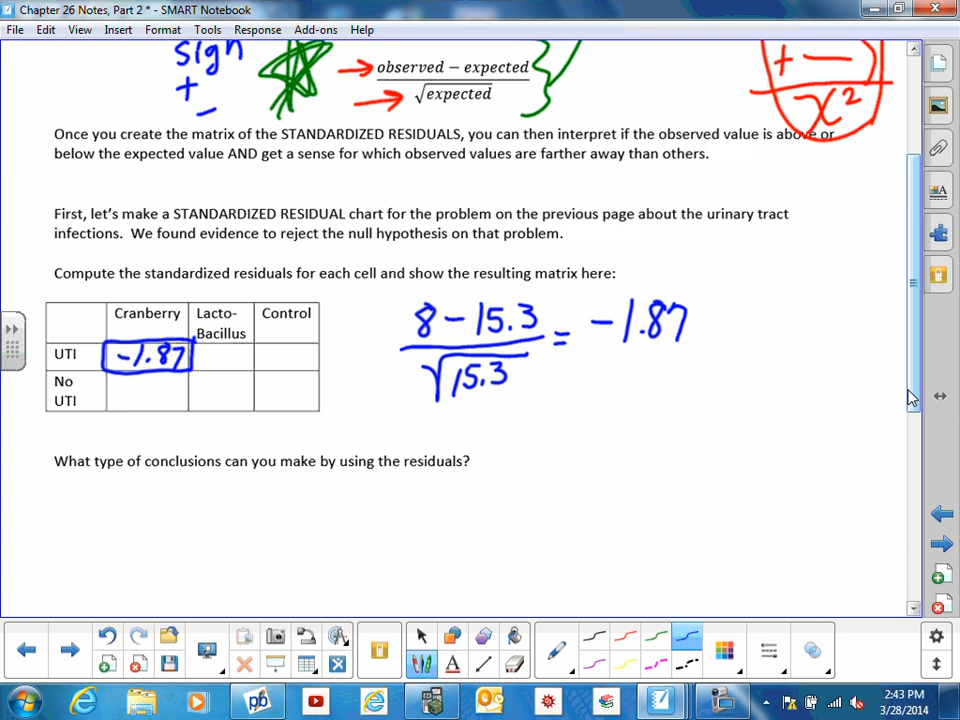 Chapter 26 Notes, Part 2 * - SMART Notebook
File Edit View Insert Format Tools Response Add-ons Help
sign
+
−
observed − expected
√expected
+ −
x²
Once you create the matrix of the STANDARDIZED RESIDUALS, you can then interpret if the observed value is above or
below the expected value AND get a sense for which observed values are farther away than others.
First, let's make a STANDARDIZED RESIDUAL chart for the problem on the previous page about the urinary tract
infections. We found evidence to reject the null hypothesis on that problem.
Compute the standardized residuals for each cell and show the resulting matrix here:
Cranberry Lacto- Control
Bacillus
UTI -1.87
No
UTI
8 − 15.3
√15.3
= −1.87
What type of conclusions can you make by using the residuals?
2:43 PM
3/28/2014